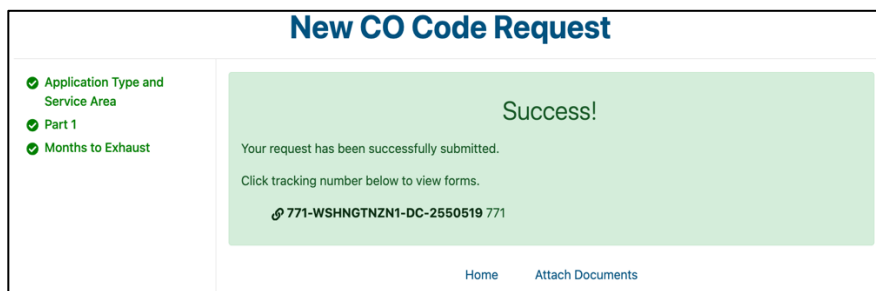 New CO Code Request
Application Type and
Service Area
Part 1
Months to Exhaust
Success!
Your request has been successfully submitted.
Click tracking number below to view forms.
771-WSHNGTNZN1-DC-2550519 771
Home Attach Documents